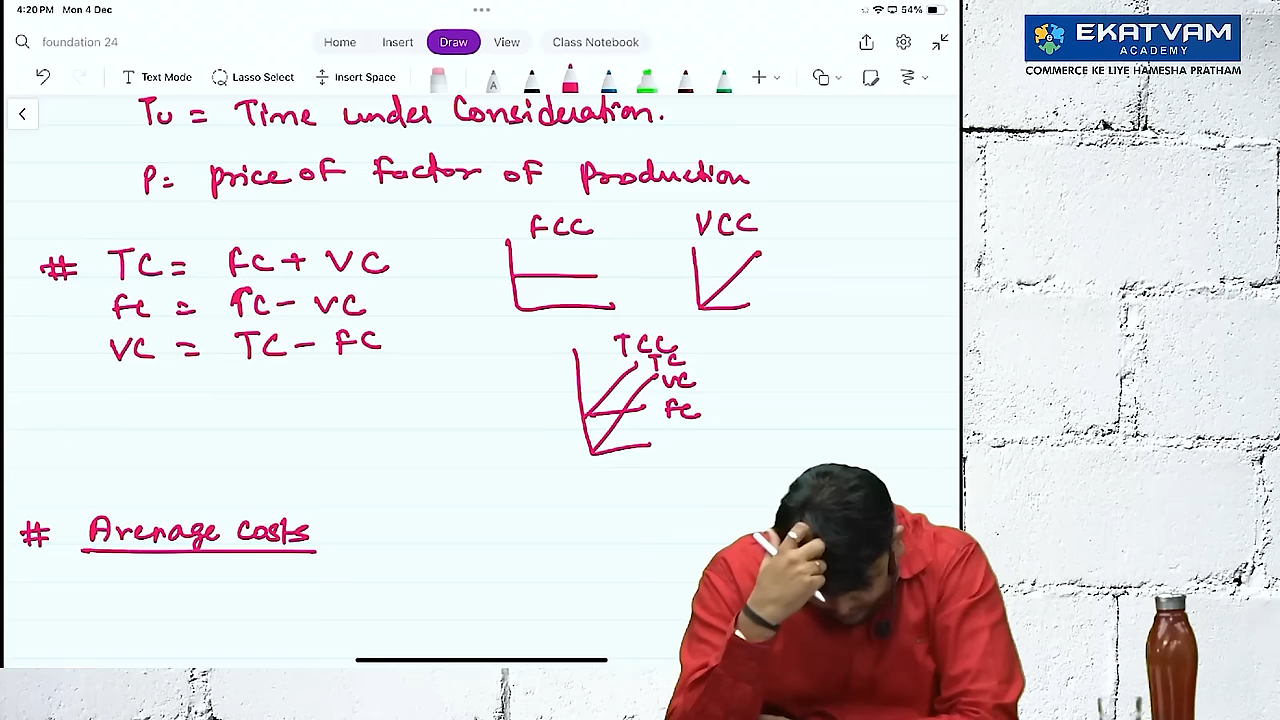 4:20 PM Mon 4 Dec
54%
foundation 24
Home Insert Draw View Class Notebook
Text Mode Lasso Select Insert Space
EKATVAM
ACADEMY
COMMERCE KE LIYE HAMESHA PRATHAM
Tu = Time under Consideration.
P = price of factor of production
FCC
VCC
# TC = FC + VC
FC = TC - VC
VC = TC - FC
TCC
TC
VC
FC
# Average costs